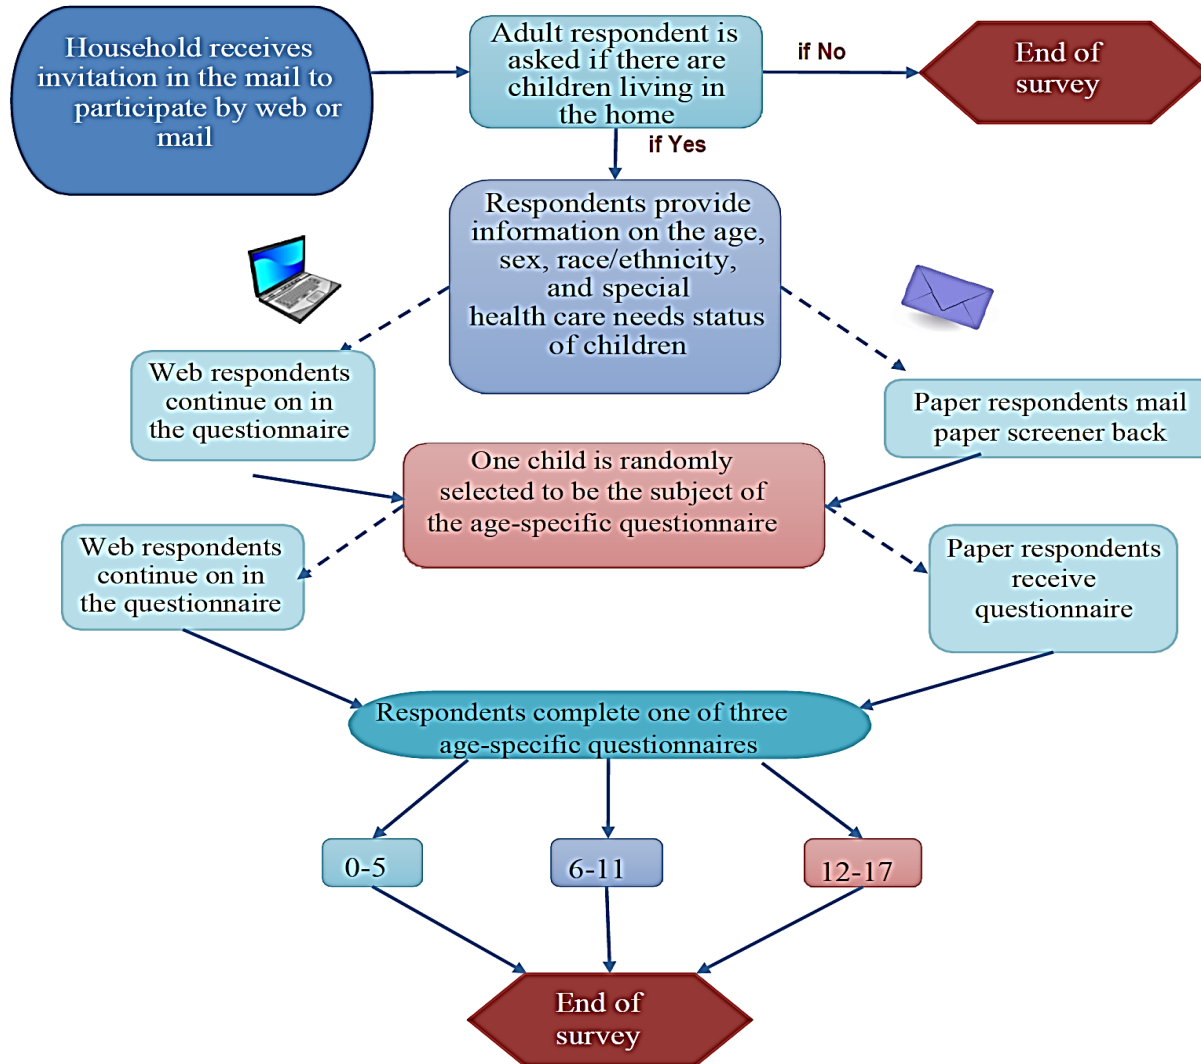 Household receives
invitation in the mail to
participate by web or
mail
Adult respondent is
asked if there are
children living in
the home
if No
End of
survey
if Yes
Respondents provide
information on the age,
sex, race/ethnicity,
and special
health care needs status
of children
Web respondents
continue on in
the questionnaire
Paper respondents mail
paper screener back
One child is randomly
selected to be the subject of
the age-specific questionnaire
Web respondents
continue on in
the questionnaire
Paper respondents
receive
questionnaire
Respondents complete one of three
age-specific questionnaires
0-5
6-11
12-17
End of
survey